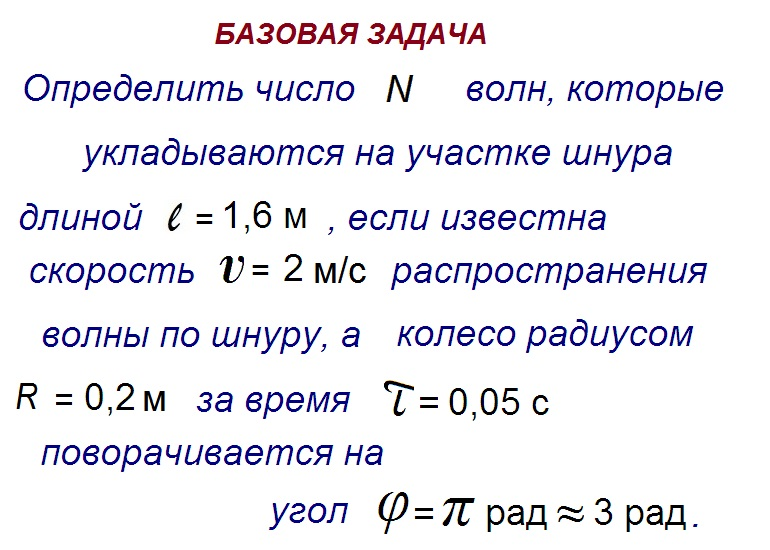 БАЗОВАЯ ЗАДАЧА
Определить число N волн, которые
укладываются на участке шнура
длиной ℓ = 1,6 м , если известна
скорость υ = 2 м/с распространения
волны по шнуру, а колесо радиусом
R = 0,2 м за время τ = 0,05 с
поворачивается на
угол φ = π рад ≈ 3 рад.